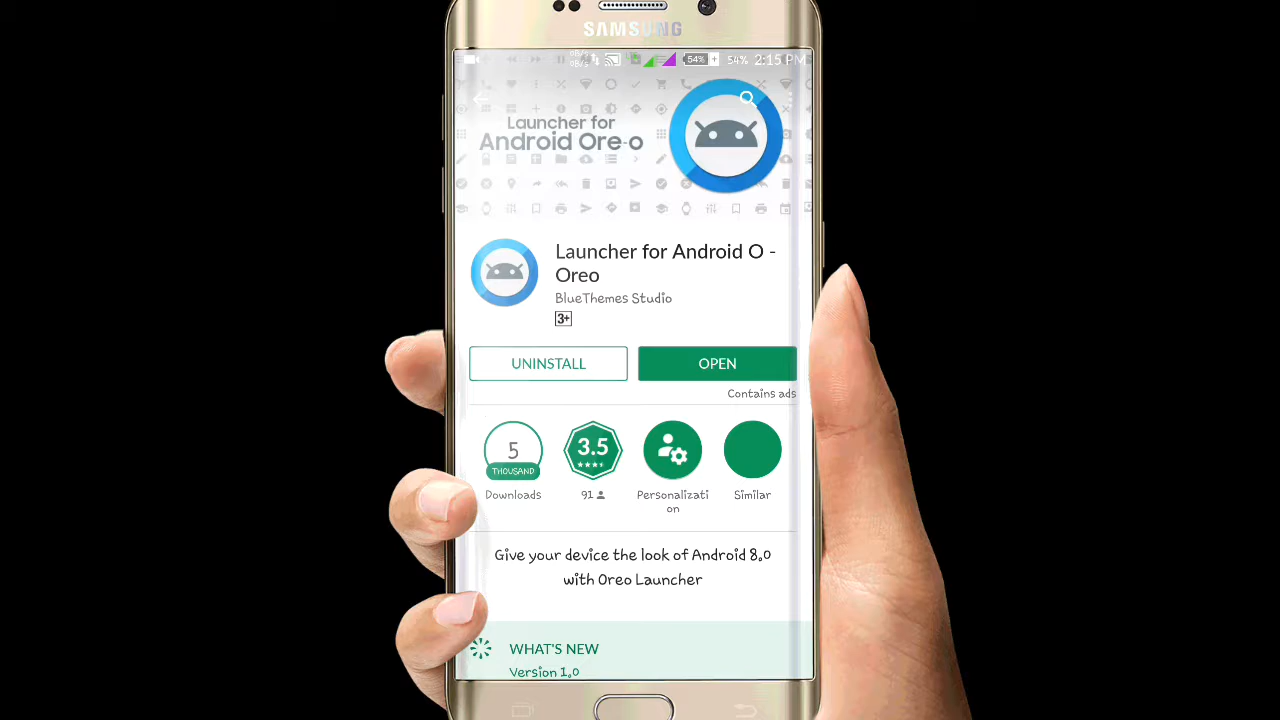 SAMSUNG
54% 54% 2:15 PM
Launcher for
Android Ore-o
Launcher for Android O -
Oreo
BlueThemes Studio
3+
UNINSTALL OPEN
Contains ads
5 3.5
THOUSAND
Downloads 91 Personalizati Similar
on
Give your device the look of Android 8.0
with Oreo Launcher
WHAT'S NEW
Version 1.0